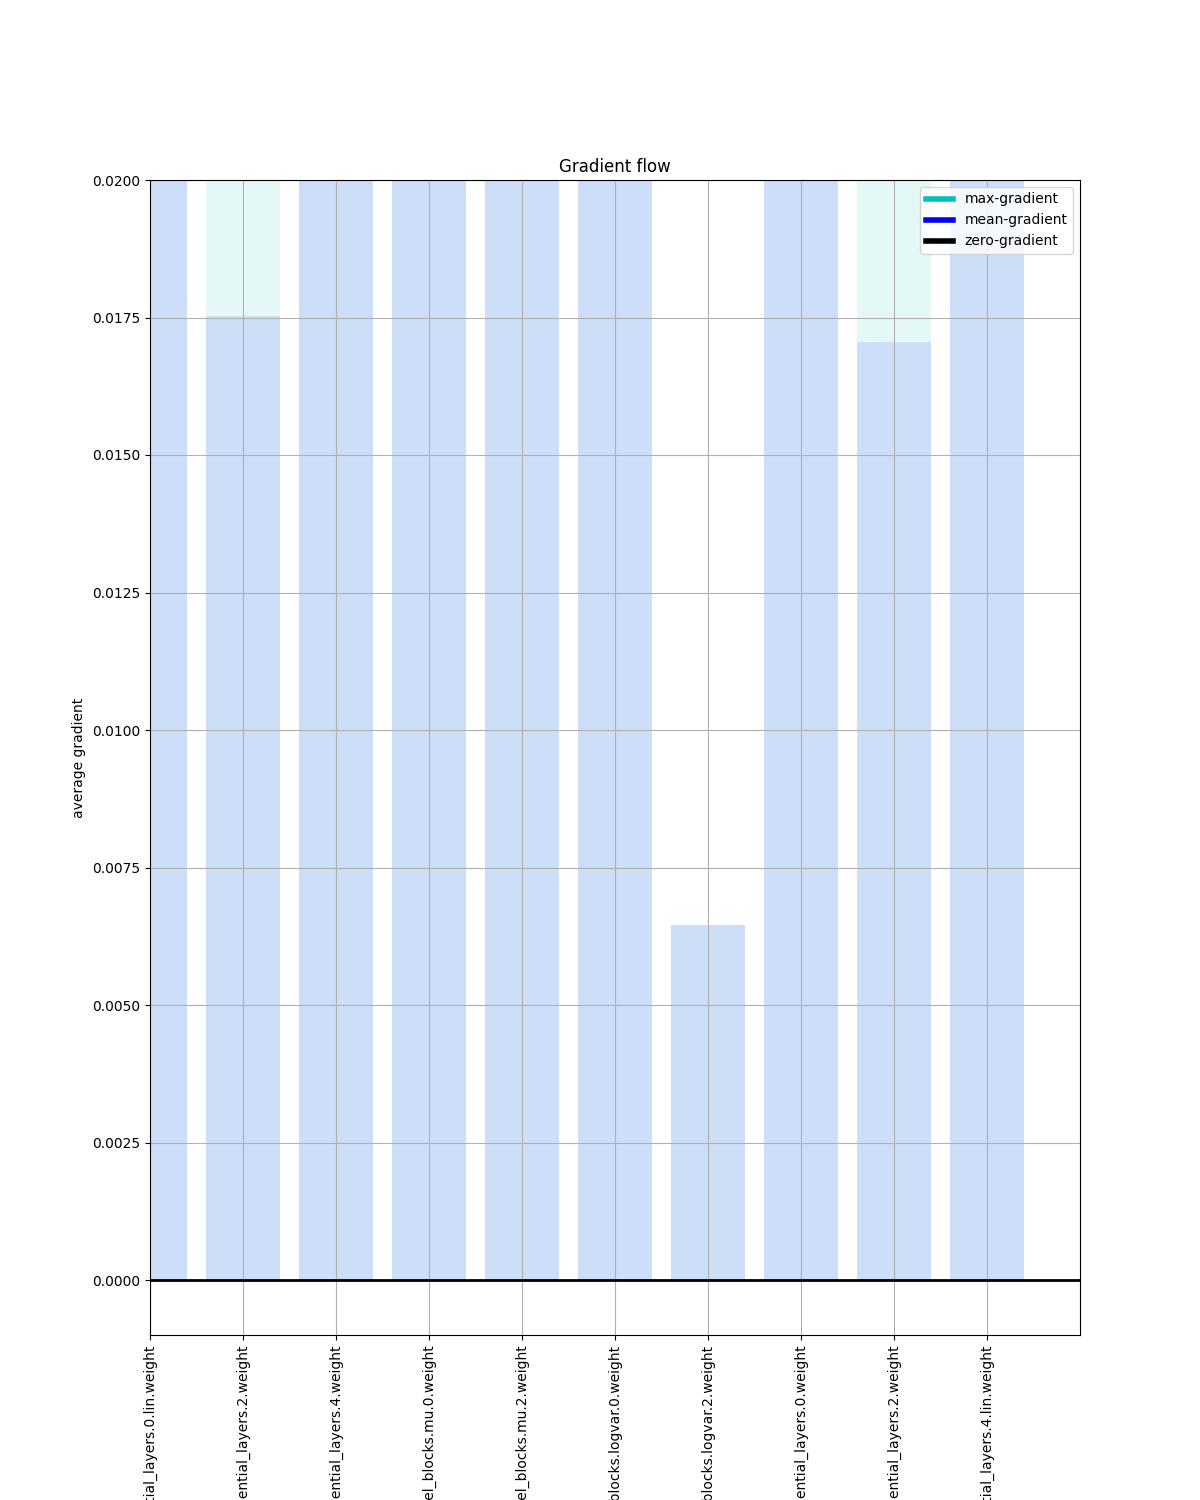 Gradient flow
max-gradient
mean-gradient
zero-gradient
0.0200
0.0175
0.0150
0.0125
0.0100
0.0075
0.0050
0.0025
0.0000
average gradient
tial_layers.0.lin.weight
ential_layers.2.weight
ential_layers.4.weight
el_blocks.mu.0.weight
el_blocks.mu.2.weight
blocks.logvar.0.weight
blocks.logvar.2.weight
ential_layers.0.weight
ential_layers.2.weight
tial_layers.4.lin.weight